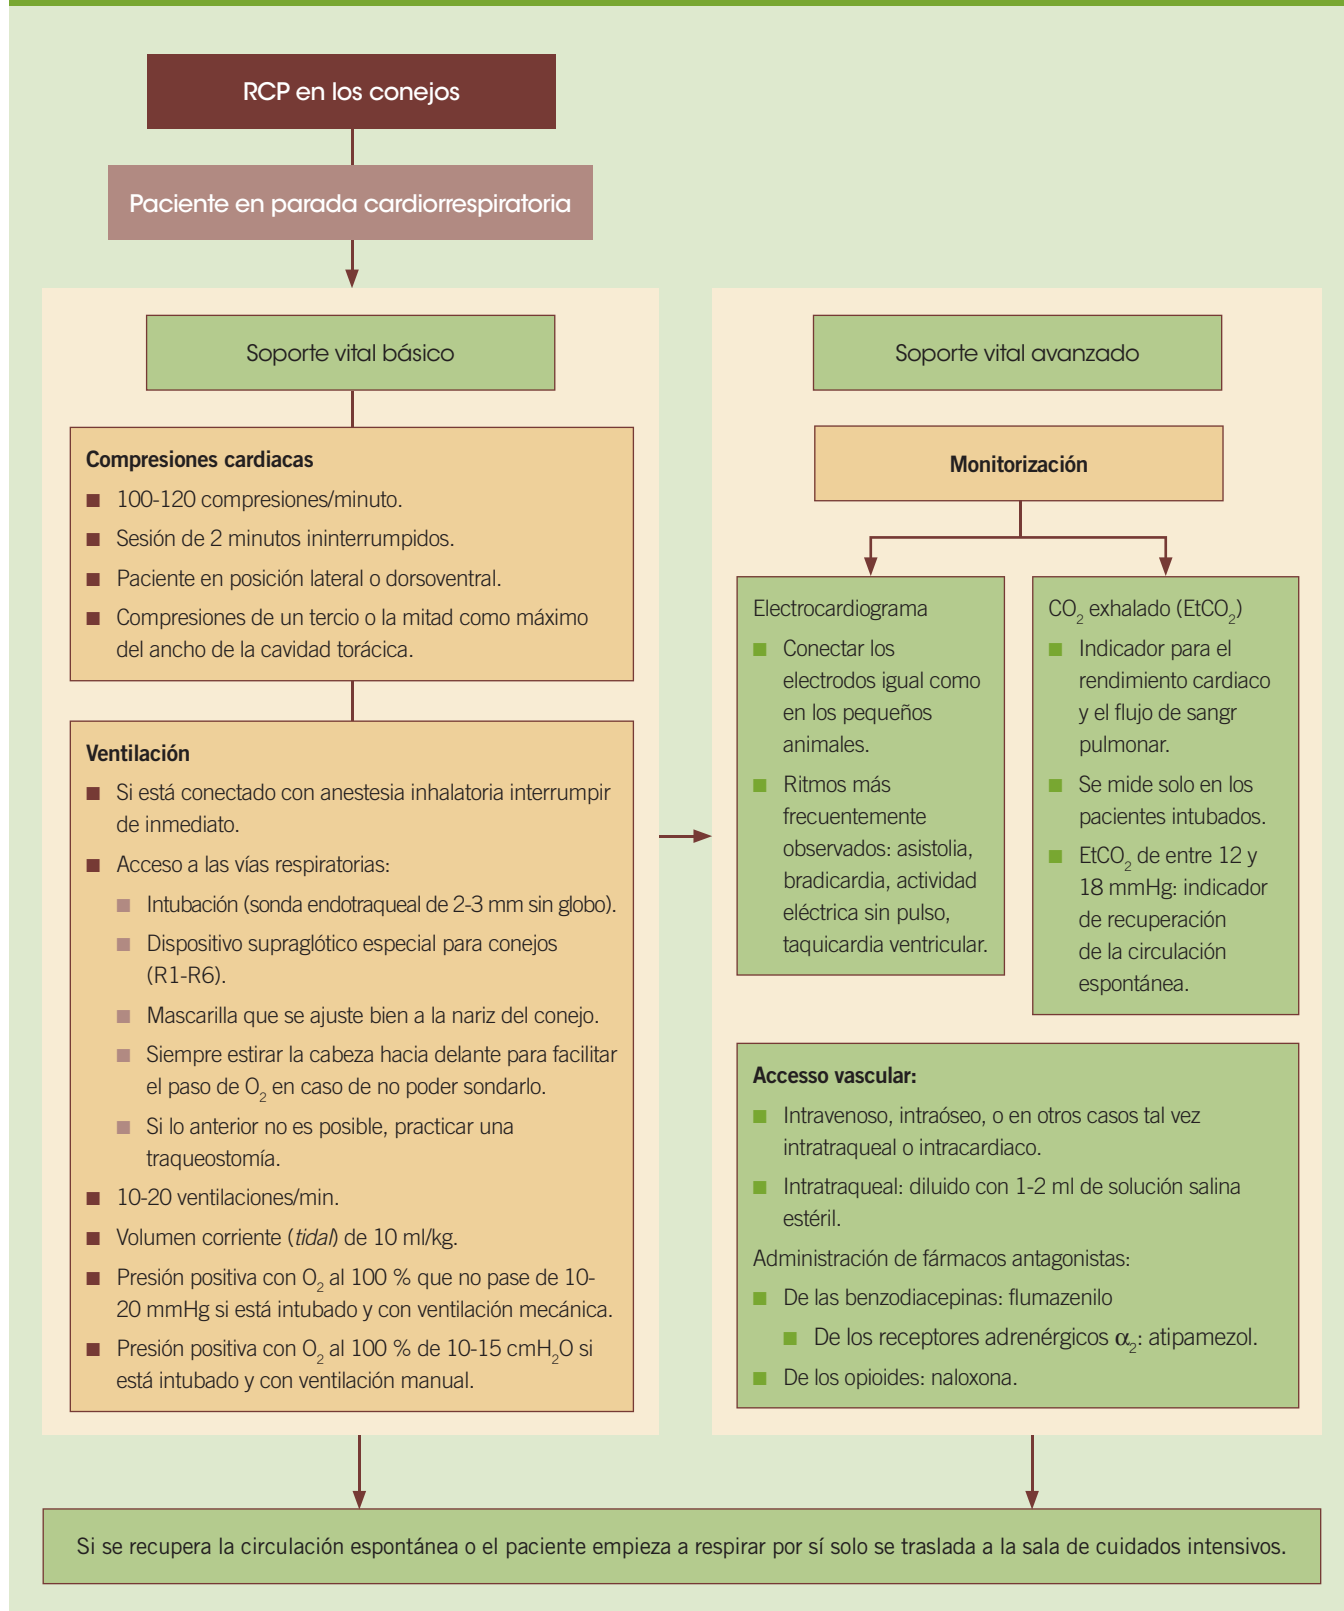 RCP en los conejos
Paciente en parada cardiorrespiratoria
Soporte vital básico
Compresiones cardiacas
■ 100-120 compresiones/minuto.
■ Sesión de 2 minutos ininterrumpidos.
■ Paciente en posición lateral o dorsoventral.
■ Compresiones de un tercio o la mitad como máximo
del ancho de la cavidad torácica.
Ventilación
■ Si está conectado con anestesia inhalatoria interrumpir
de inmediato.
■ Acceso a las vías respiratorias:
■ Intubación (sonda endotraqueal de 2-3 mm sin globo).
■ Dispositivo supraglótico especial para conejos
(R1-R6).
■ Mascarilla que se ajuste bien a la nariz del conejo.
■ Siempre estirar la cabeza hacia delante para facilitar
el paso de O₂ en caso de no poder sondarlo.
■ Si lo anterior no es posible, practicar una
traqueostomía.
■ 10-20 ventilaciones/min.
■ Volumen corriente (tidal) de 10 ml/kg.
■ Presión positiva con O₂ al 100 % que no pase de 10-
20 mmHg si está intubado y con ventilación mecánica.
■ Presión positiva con O₂ al 100 % de 10-15 cmH₂O si
está intubado y con ventilación manual.
Soporte vital avanzado
Monitorización
Electrocardiograma
■ Conectar los
electrodos igual como
en los pequeños
animales.
■ Ritmos más
frecuentemente
observados: asistolia,
bradicardia, actividad
eléctrica sin pulso,
taquicardia ventricular.
CO₂ exhalado (EtCO₂)
■ Indicador para el
rendimiento cardiaco
y el flujo de sangr
pulmonar.
■ Se mide solo en los
pacientes intubados.
■ EtCO₂ de entre 12 y
18 mmHg: indicador
de recuperación
de la circulación
espontánea.
Accesso vascular:
■ Intravenoso, intraóseo, o en otros casos tal vez
intratraqueal o intracardiaco.
■ Intratraqueal: diluido con 1-2 ml de solución salina
estéril.
Administración de fármacos antagonistas:
■ De las benzodiacepinas: flumazenilo
■ De los receptores adrenérgicos α₂: atipamezol.
■ De los opioides: naloxona.
Si se recupera la circulación espontánea o el paciente empieza a respirar por sí solo se traslada a la sala de cuidados intensivos.